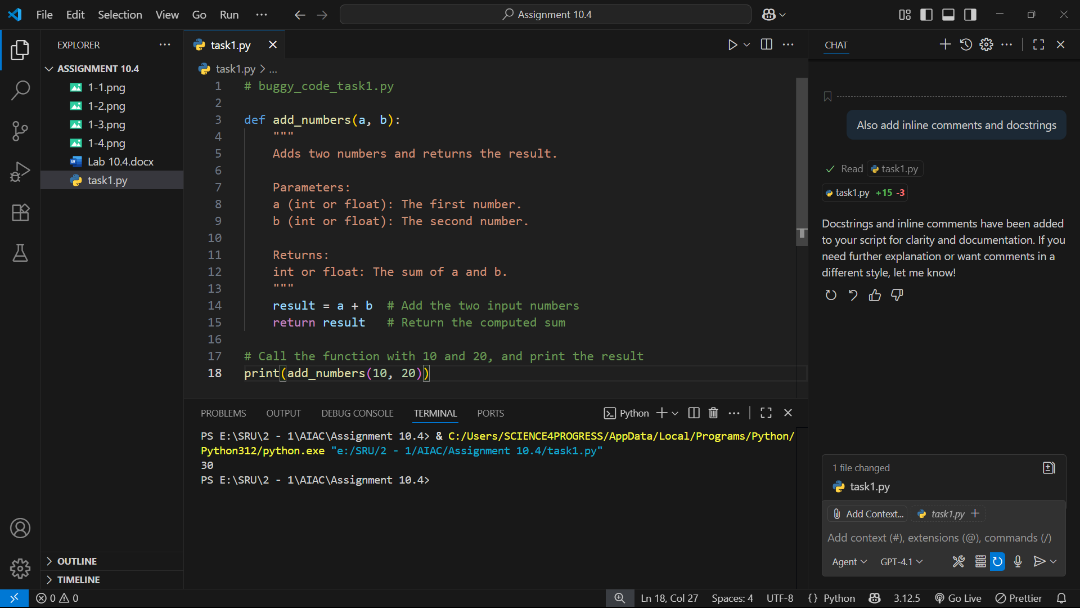 File Edit Selection View Go Run ··· Assignment 10.4
EXPLORER ···
ASSIGNMENT 10.4
1-1.png
1-2.png
1-3.png
1-4.png
Lab 10.4.docx
task1.py
OUTLINE
TIMELINE
task1.py
task1.py > ...
1 # buggy_code_task1.py
2
3 def add_numbers(a, b):
4 """
5 Adds two numbers and returns the result.
6
7 Parameters:
8 a (int or float): The first number.
9 b (int or float): The second number.
10
11 Returns:
12 int or float: The sum of a and b.
13 """
14 result = a + b # Add the two input numbers
15 return result # Return the computed sum
16
17 # Call the function with 10 and 20, and print the result
18 print(add_numbers(10, 20))
PROBLEMS OUTPUT DEBUG CONSOLE TERMINAL PORTS Python
PS E:\SRU\2 - 1\AIAC\Assignment 10.4> & C:/Users/SCIENCE4PROGRESS/AppData/Local/Programs/Python/
Python312/python.exe "e:/SRU/2 - 1/AIAC/Assignment 10.4/task1.py"
30
PS E:\SRU\2 - 1\AIAC\Assignment 10.4>
CHAT
Also add inline comments and docstrings
Read task1.py
task1.py +15 -3
Docstrings and inline comments have been added
to your script for clarity and documentation. If you
need further explanation or want comments in a
different style, let me know!
1 file changed
task1.py
Add Context... task1.py +
Add context (#), extensions (@), commands (/)
Agent GPT-4.1
0 0 Ln 18, Col 27 Spaces: 4 UTF-8 {} Python 3.12.5 Go Live Prettier